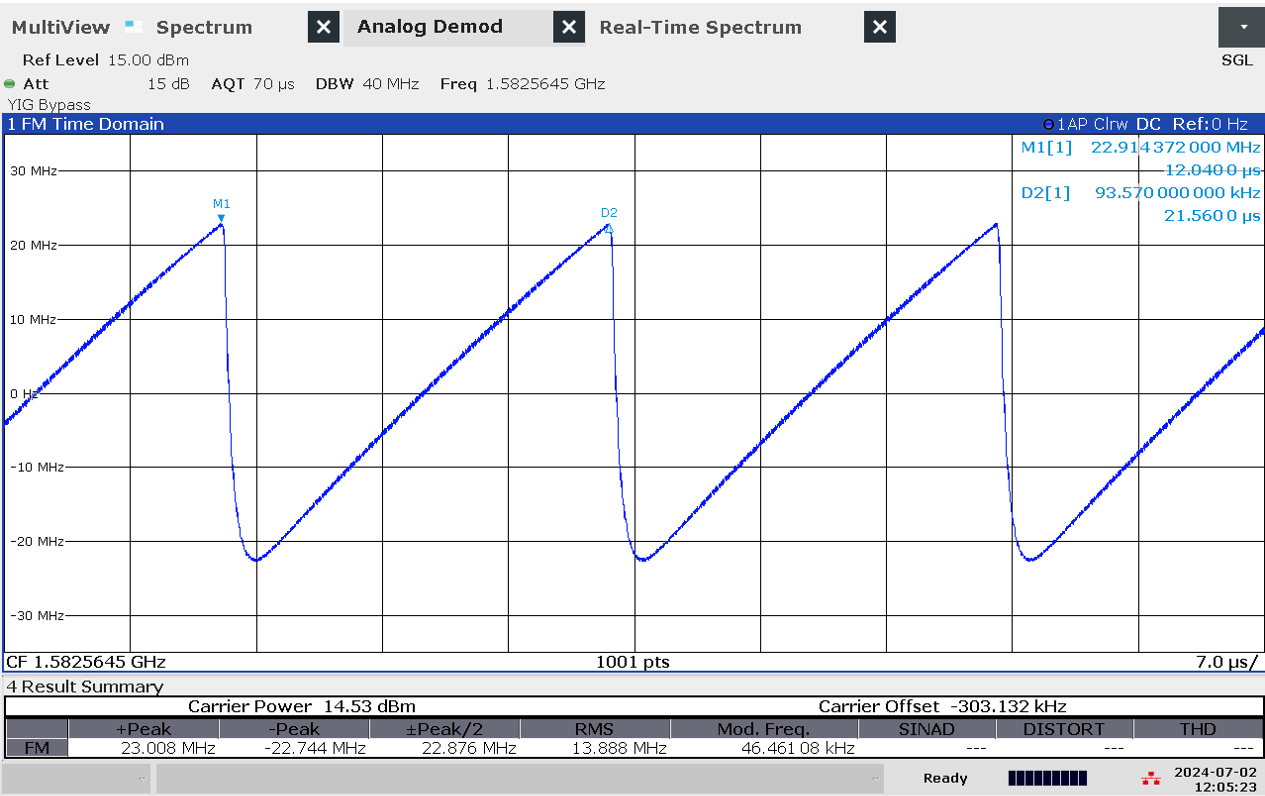 MultiView Spectrum Analog Demod Real-Time Spectrum
Ref Level 15.00 dBm SGL
Att 15 dB AQT 70 µs DBW 40 MHz Freq 1.5825645 GHz
YIG Bypass
1 FM Time Domain 1AP Clrw DC Ref:0 Hz
M1[1] 22.914 372 000 MHz
30 MHz 12.040 0 µs
D2[1] 93.570 000 000 kHz
M1
D2 21.560 0 µs
20 MHz
10 MHz
0 Hz
-10 MHz
-20 MHz
-30 MHz
CF 1.5825645 GHz 1001 pts 7.0 µs/
4 Result Summary
Carrier Power 14.53 dBm Carrier Offset -303.132 kHz
+Peak -Peak ±Peak/2 RMS Mod. Freq. SINAD DISTORT THD
FM 23.008 MHz -22.744 MHz 22.876 MHz 13.888 MHz 46.461 08 kHz --- --- ---
Ready 2024-07-02
12:05:23